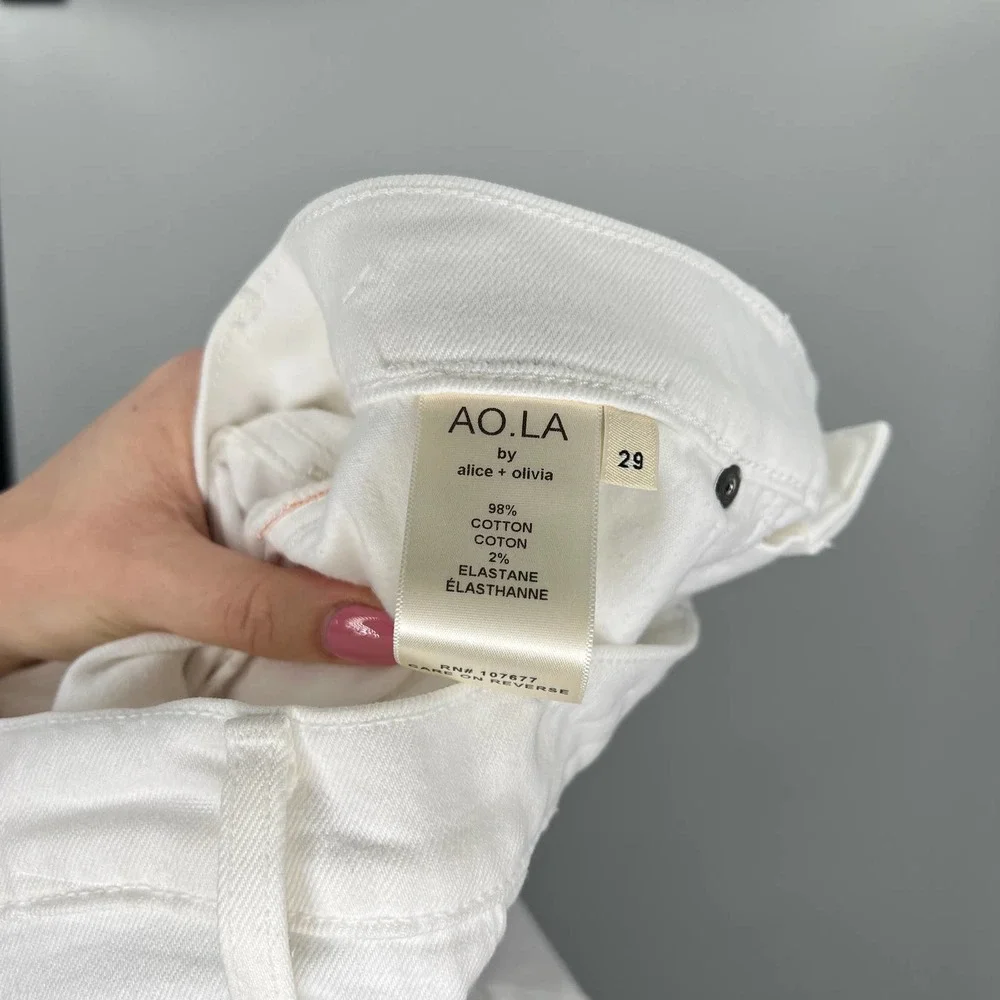 AO.LA
by
alice + olivia
29
98%
COTTON
COTON
2%
ELASTANE
ÉLASTHANNE
RN# 107677
CARE ON REVERSE